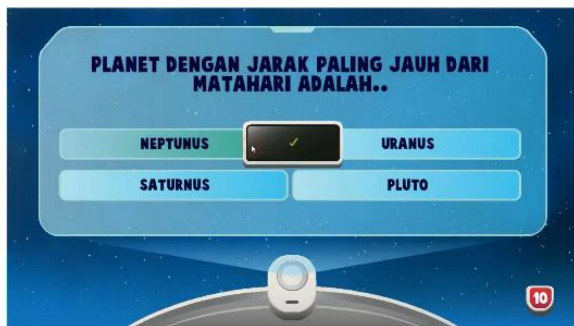 PLANET DENGAN JARAK PALING JAUH DARI
MATAHARI ADALAH..
NEPTUNUS
URANUS
SATURNUS
PLUTO
10